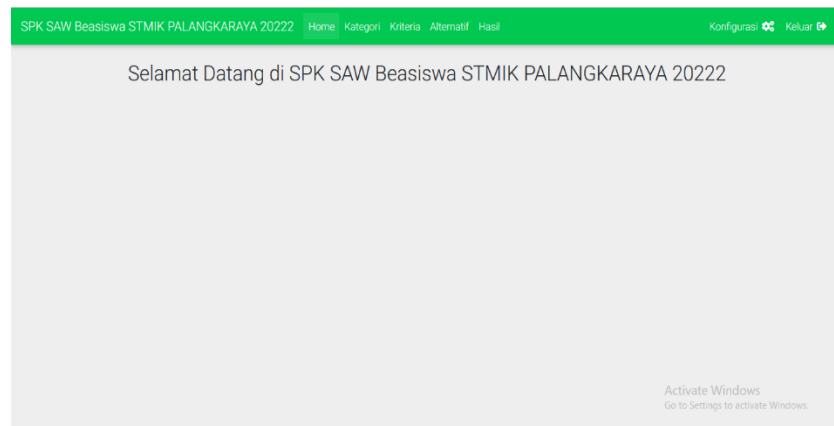 SPK SAW Beasiswa STMIK PALANGKARAYA 20222 Home Kategori Kriteria Alternatif Hasil Konfigurasi Keluar
Selamat Datang di SPK SAW Beasiswa STMIK PALANGKARAYA 20222
Activate Windows
Go to Settings to activate Windows.